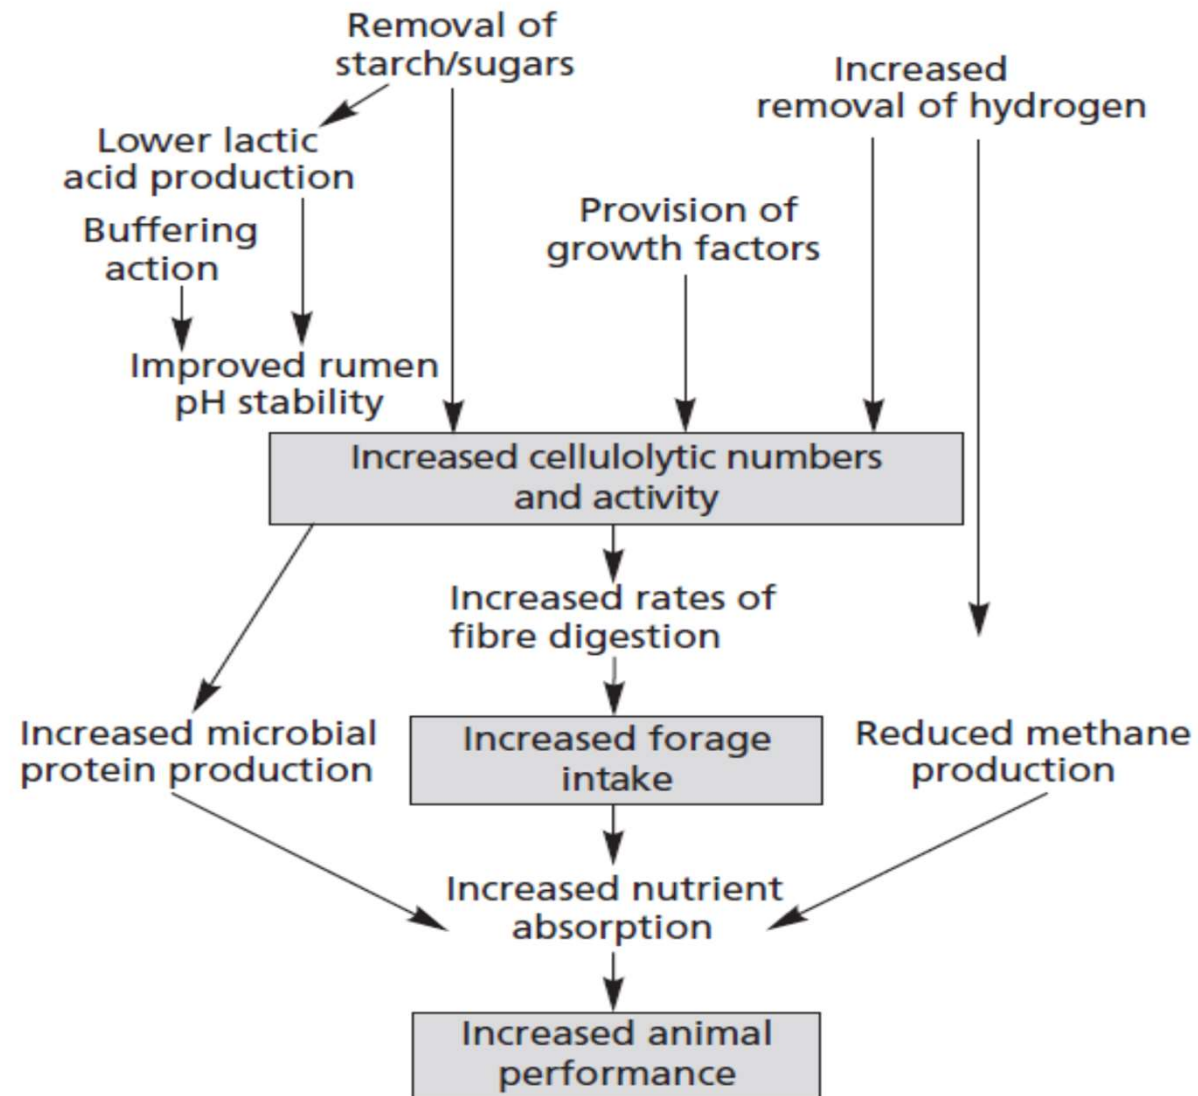 Removal of
starch/sugars
Increased
removal of hydrogen
Lower lactic
acid production
Provision of
growth factors
Buffering
action
Improved rumen
pH stability
Increased cellulolytic numbers
and activity
Increased rates of
fibre digestion
Increased microbial
protein production
Increased forage
intake
Reduced methane
production
Increased nutrient
absorption
Increased animal
performance